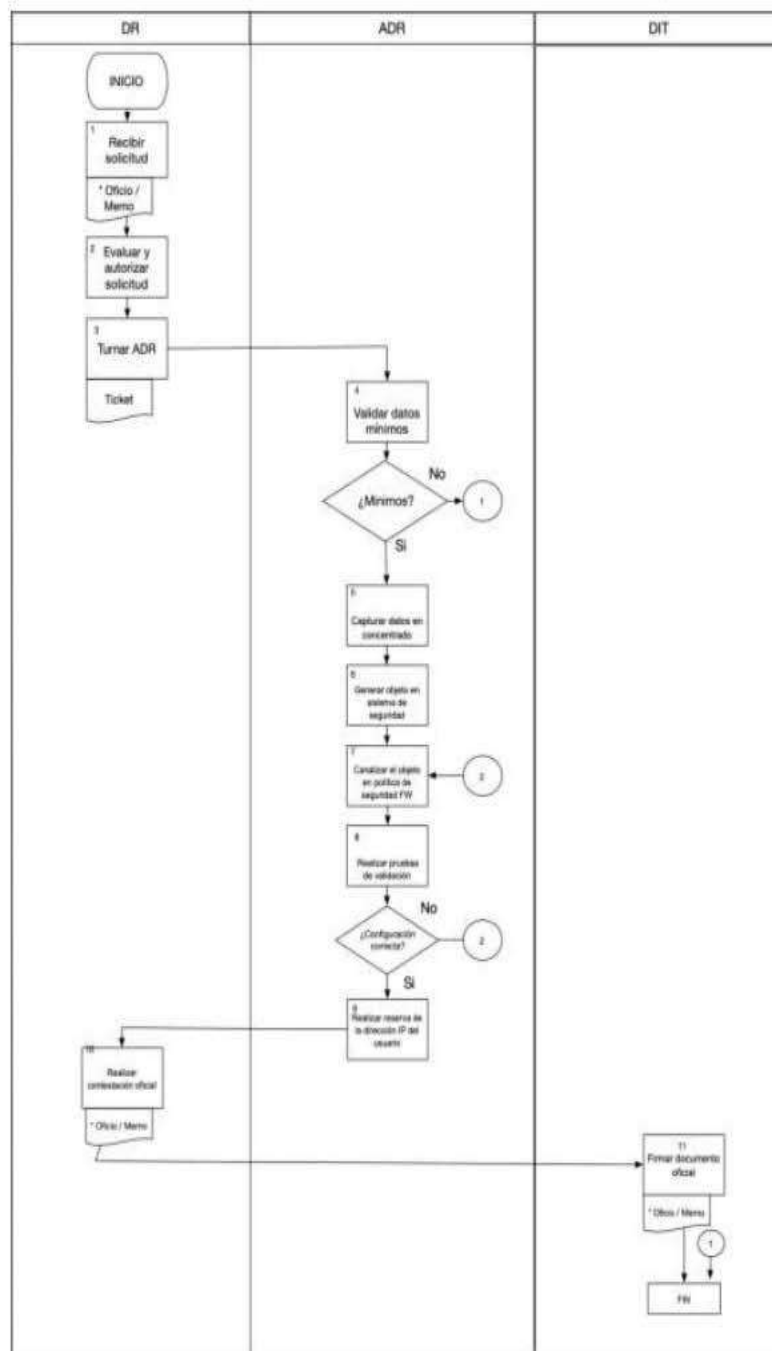 DR
ADR
DIT
INICIO
1
Recibir
solicitud
* Oficio /
Memo
2
Evaluar y
autorizar
solicitud
3
Turnar ADR
Ticket
4
Validar datos
mínimos
¿Mínimos?
No
1
Si
5
Capturar datos en
concentrado
6
Generar objeto en
sistema de
seguridad
7
Canalizar el objeto
en política de
seguridad FW
2
8
Realizar pruebas
de validación
¿Configuración
correcta?
No
2
Si
9
Realizar reserva de
la dirección IP del
usuario
10
Realizar
contestación oficial
* Oficio / Memo
11
Firmar documento
oficial
* Oficio / Memo
1
FW